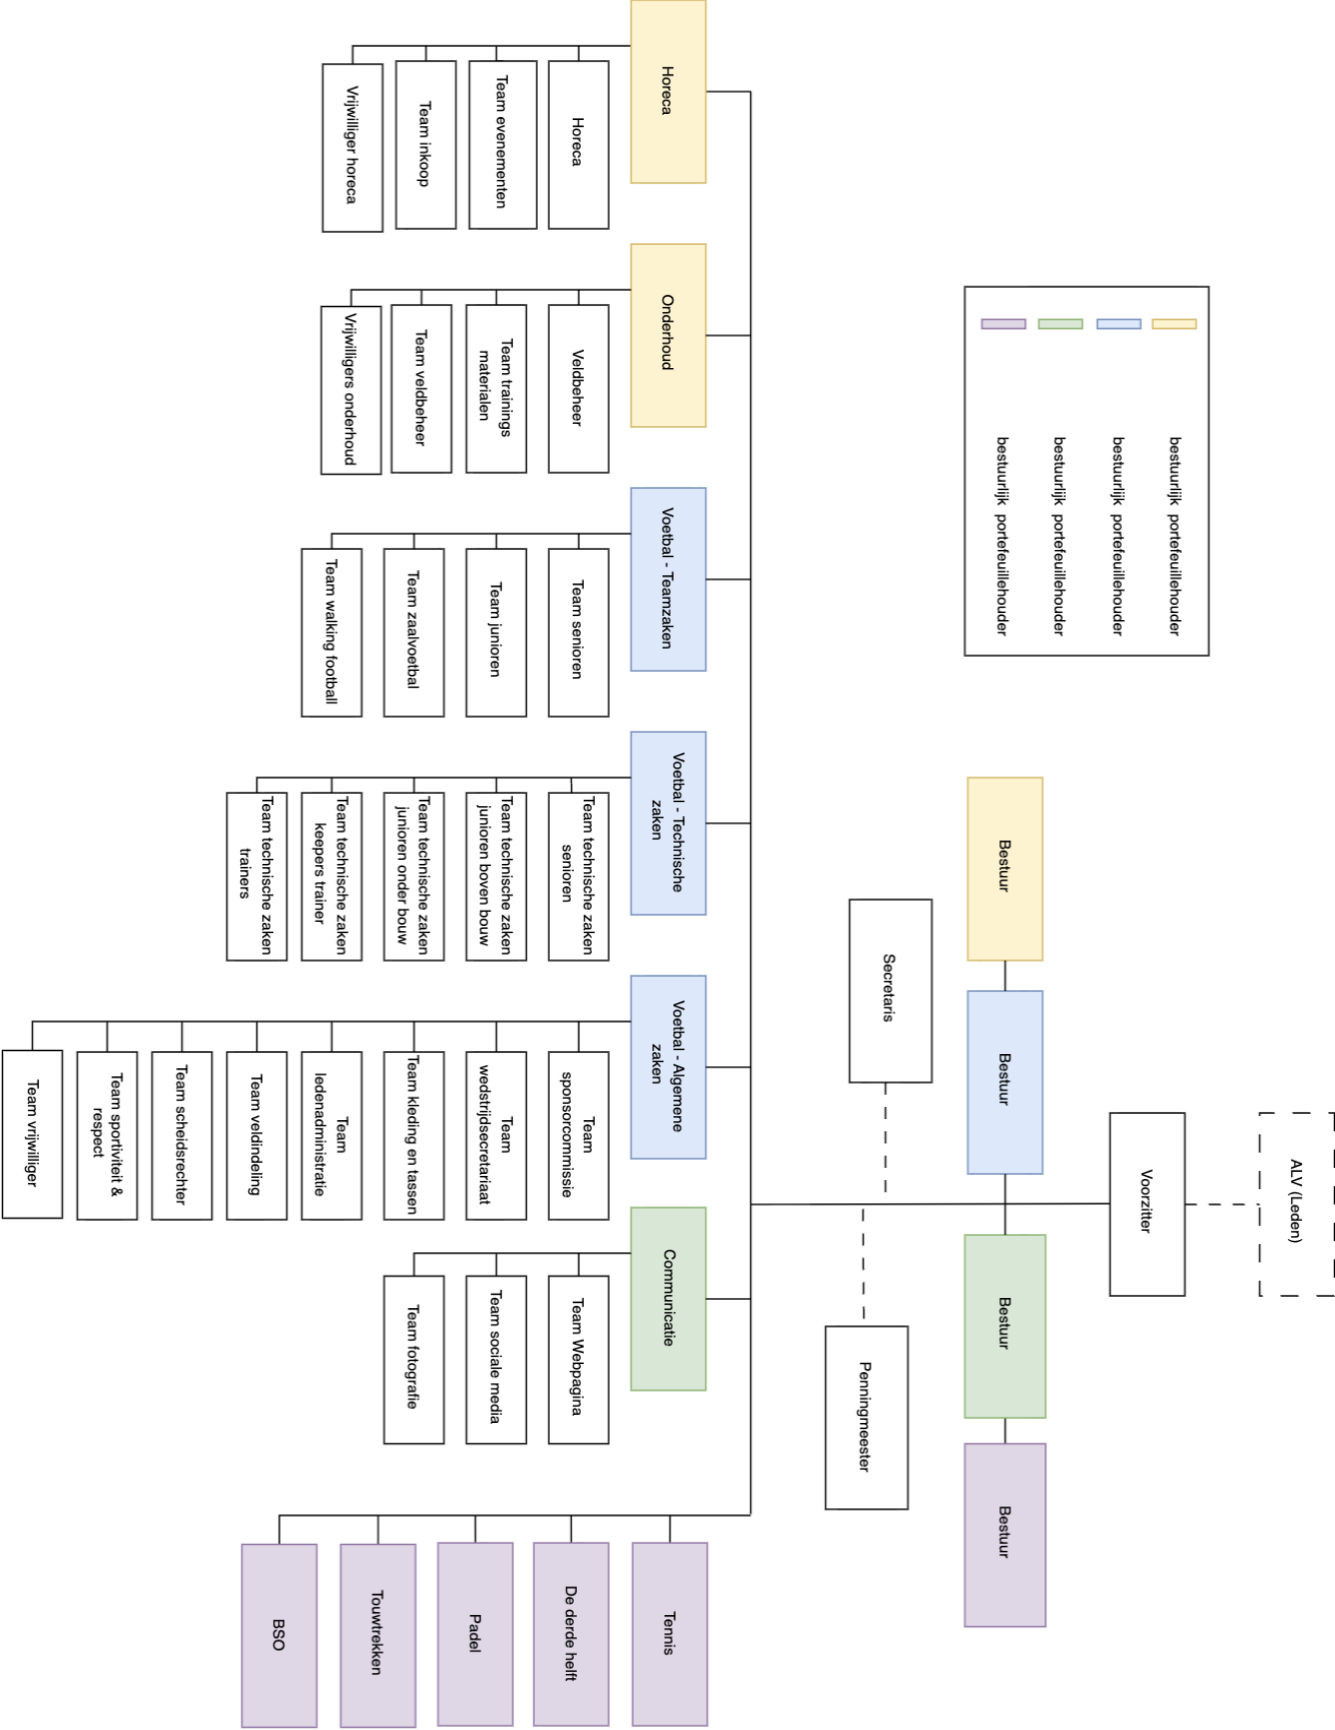 ALV (Leden)
Voorzitter
bestuurlijk portefeuillehouder
bestuurlijk portefeuillehouder
bestuurlijk portefeuillehouder
bestuurlijk portefeuillehouder
Bestuur
Bestuur
Bestuur
Bestuur
Secretaris
Penningmeester
Horeca
Horeca
Team evenementen
Team inkoop
Vrijwilliger horeca
Onderhoud
Veldbeheer
Team trainings
materialen
Team veldbeheer
Vrijwilligers onderhoud
Voetbal - Teamzaken
Team senioren
Team junioren
Team zaalvoetbal
Team walking football
Voetbal - Technische
zaken
Team technische zaken
senioren
Team technische zaken
junioren boven bouw
Team technische zaken
junioren onder bouw
Team technische zaken
keepers trainer
Team technische zaken
trainers
Voetbal - Algemene
zaken
Team
sponsorcommissie
Team
wedstrijdsecretariaat
Team kleding en tassen
Team
ledenadministratie
Team veldindeling
Team scheidsrechter
Team sportiviteit &
respect
Team vrijwilliger
Communicatie
Team Webpagina
Team sociale media
Team fotografie
Tennis
De derde helft
Padel
Touwtrekken
BSO